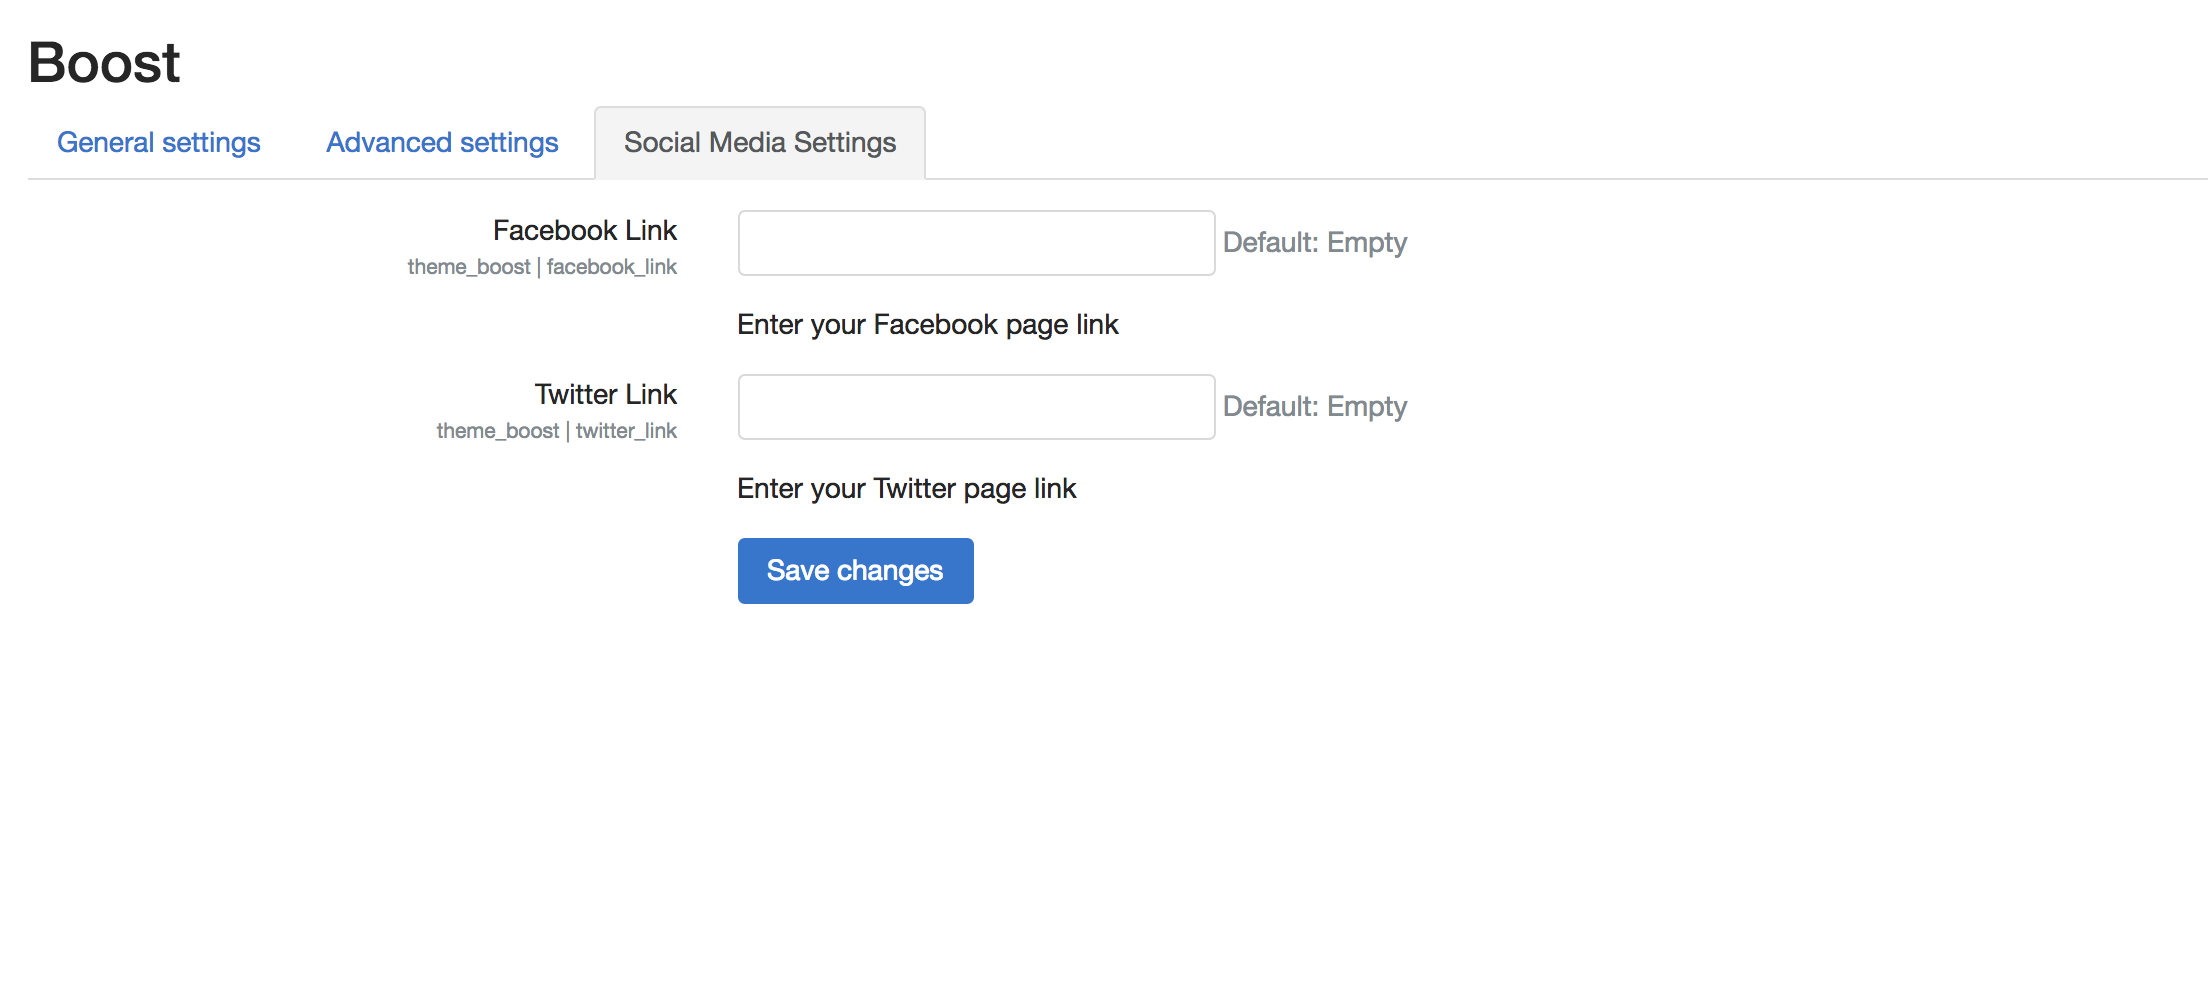 Boost
General settings Advanced settings Social Media Settings
Facebook Link Default: Empty
theme_boost | facebook_link
Enter your Facebook page link
Twitter Link Default: Empty
theme_boost | twitter_link
Enter your Twitter page link
Save changes